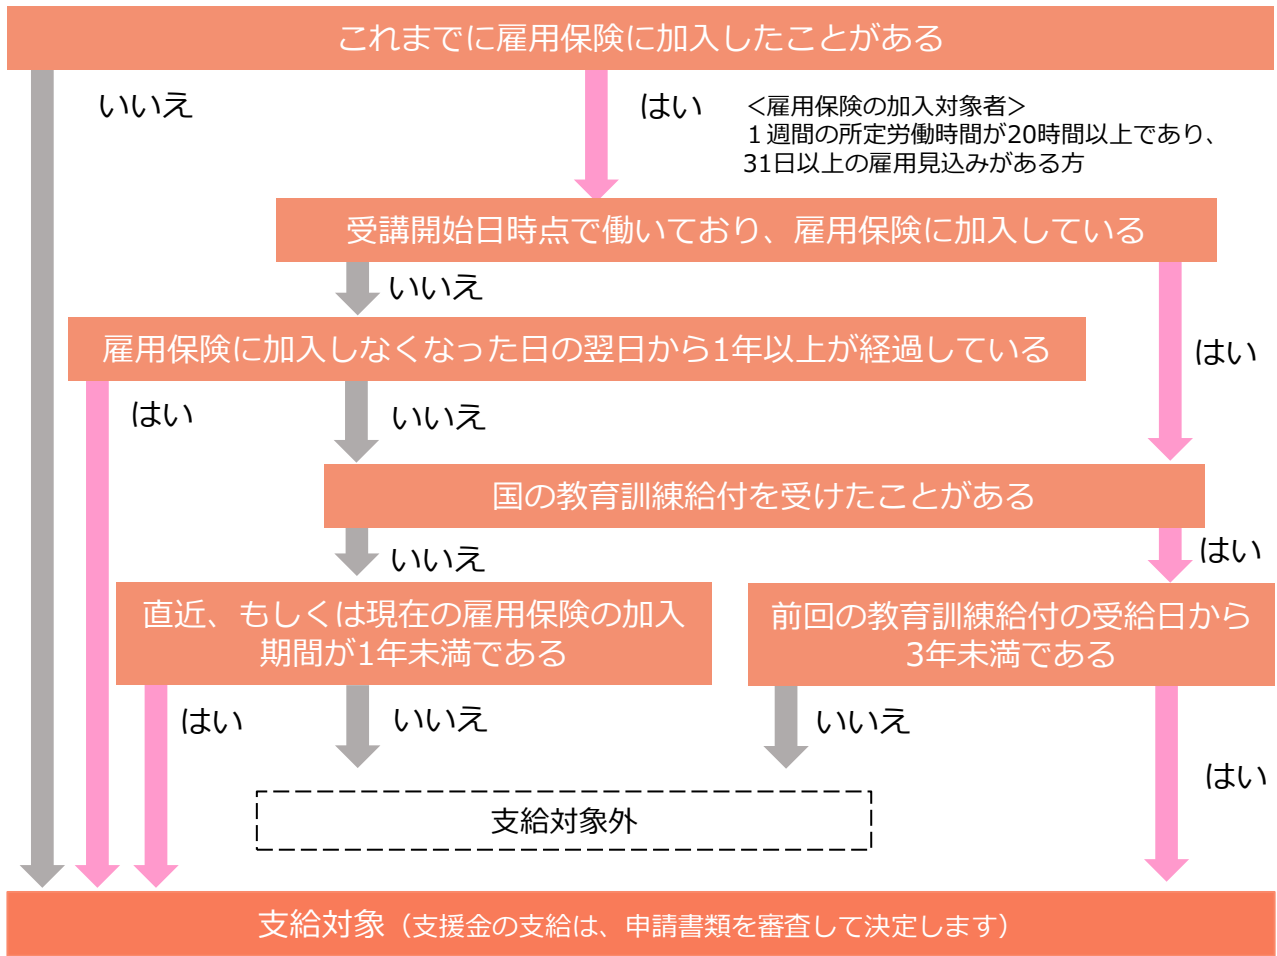 これまでに雇用保険に加入したことがある
いいえ
はい
＜雇用保険の加入対象者＞
１週間の所定労働時間が20時間以上であり、
31日以上の雇用見込みがある方
受講開始日時点で働いており、雇用保険に加入している
いいえ
はい
雇用保険に加入しなくなった日の翌日から1年以上が経過している
はい
いいえ
国の教育訓練給付を受けたことがある
いいえ
はい
直近、もしくは現在の雇用保険の加入
期間が1年未満である
前回の教育訓練給付の受給日から
3年未満である
はい
いいえ
いいえ
はい
支給対象外
支給対象（支援金の支給は、申請書類を審査して決定します）